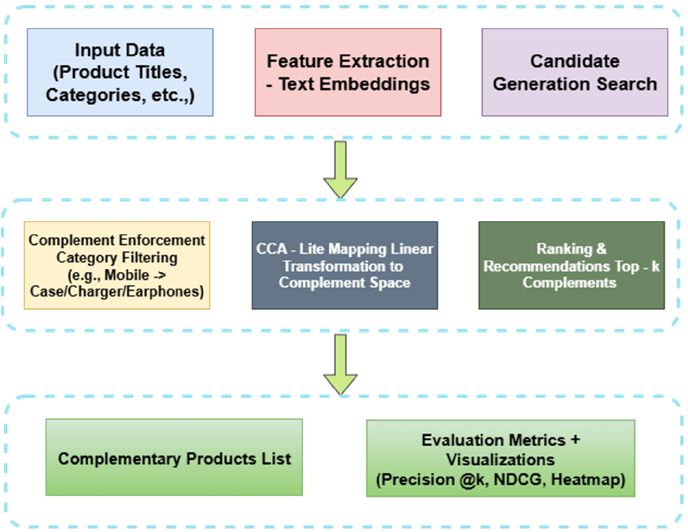 Input Data
(Product Titles,
Categories, etc.,)
Feature Extraction
- Text Embeddings
Candidate
Generation Search
Complement Enforcement
Category Filtering
(e.g., Mobile ->
Case/Charger/Earphones)
CCA - Lite Mapping Linear
Transformation to
Complement Space
Ranking &
Recommendations Top - k
Complements
Complementary Products List
Evaluation Metrics +
Visualizations
(Precision @k, NDCG, Heatmap)